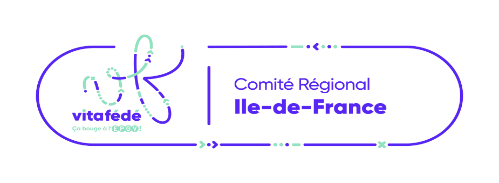 vitafédé
Ça bouge à l'EPGV!
Comité Régional
Ile-de-France